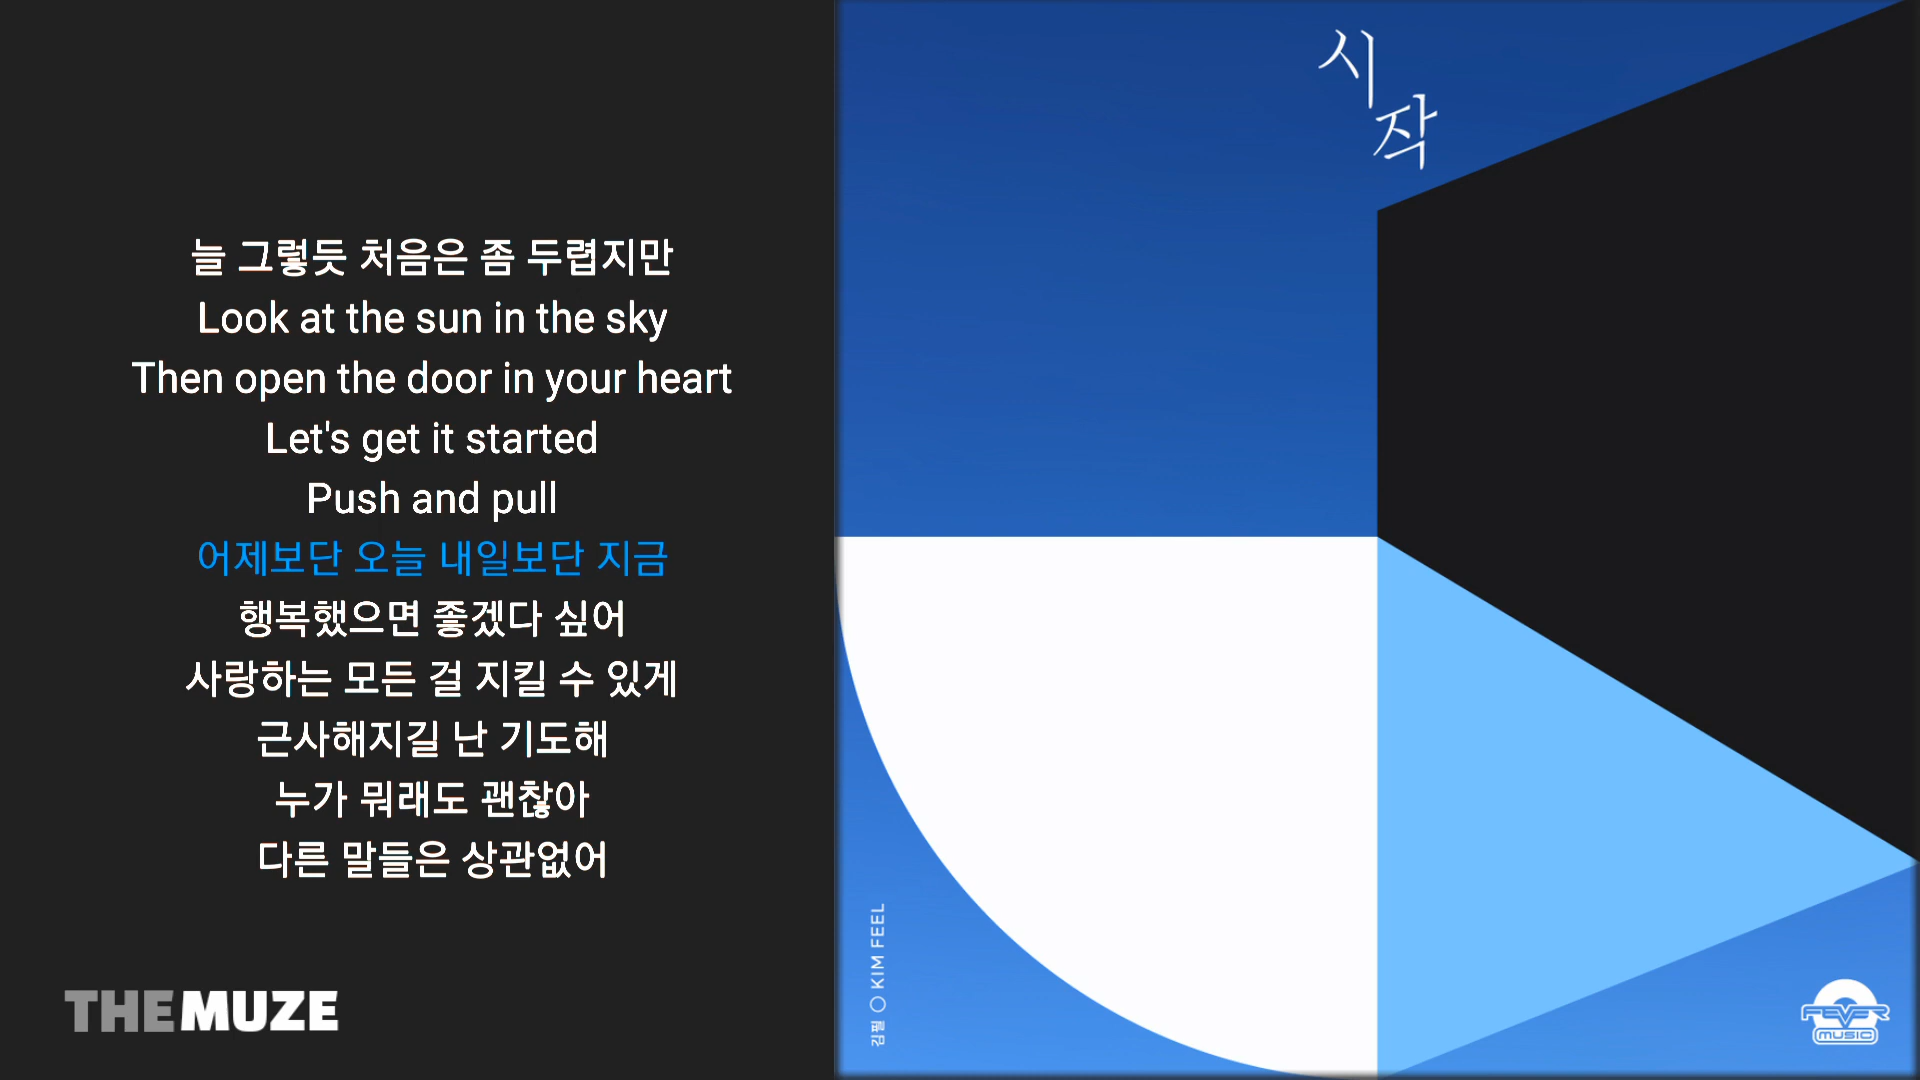 늘 그렇듯 처음은 좀 두렵지만
Look at the sun in the sky
Then open the door in your heart
Let's get it started
Push and pull
어제보단 오늘 내일보단 지금
행복했으면 좋겠다 싶어
사랑하는 모든 걸 지킬 수 있게
근사해지길 난 기도해
누가 뭐래도 괜찮아
다른 말들은 상관없어
THEMUZE
시작
김필 ○ KIM FEEL
FEVER
MUSIC